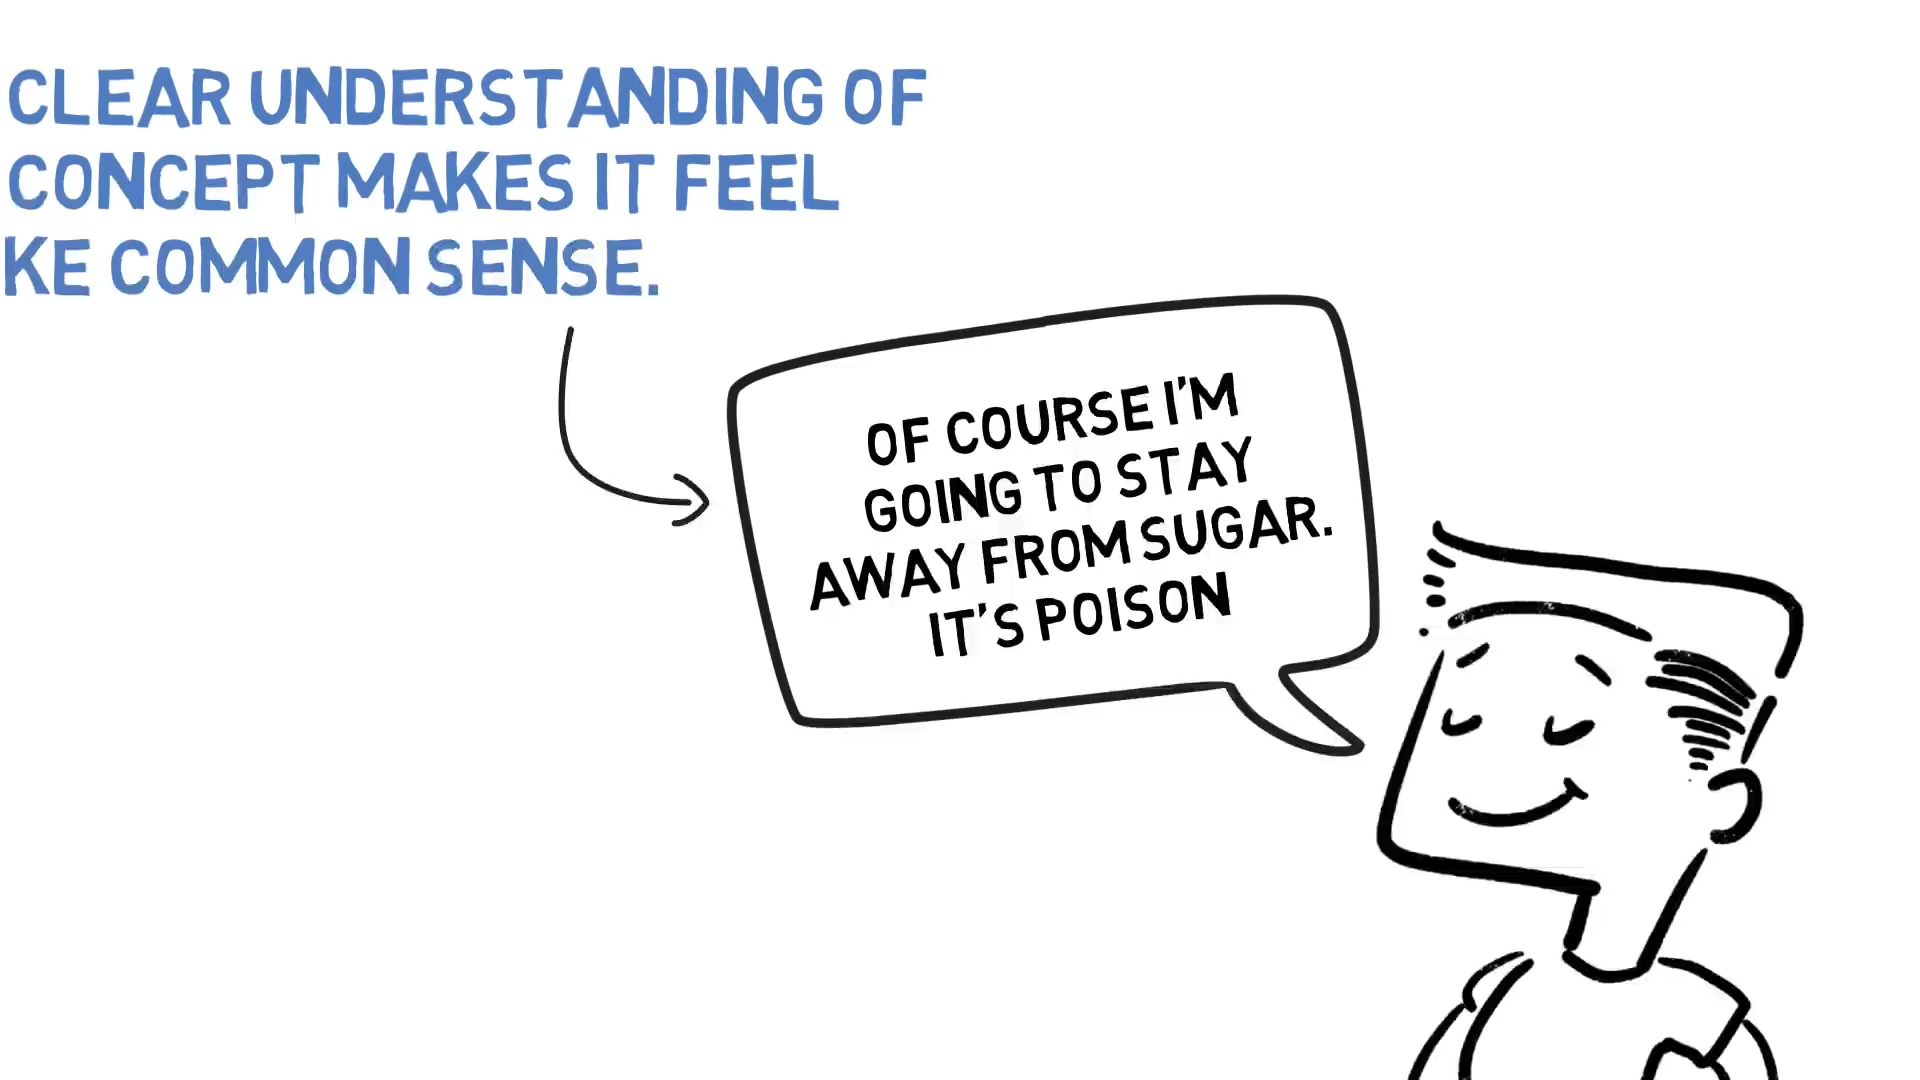 CLEAR UNDERSTANDING OF
CONCEPT MAKES IT FEEL
KE COMMON SENSE.
OF COURSE I'M
GOING TO STAY
AWAY FROM SUGAR.
IT'S POISON